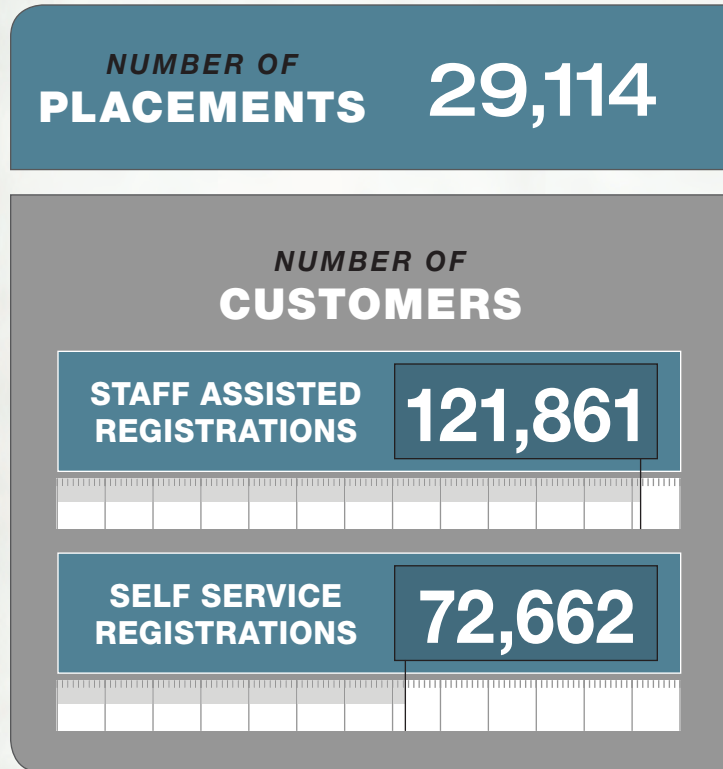 NUMBER OF
PLACEMENTS
29,114
NUMBER OF
CUSTOMERS
STAFF ASSISTED
REGISTRATIONS
121,861
SELF SERVICE
REGISTRATIONS
72,662